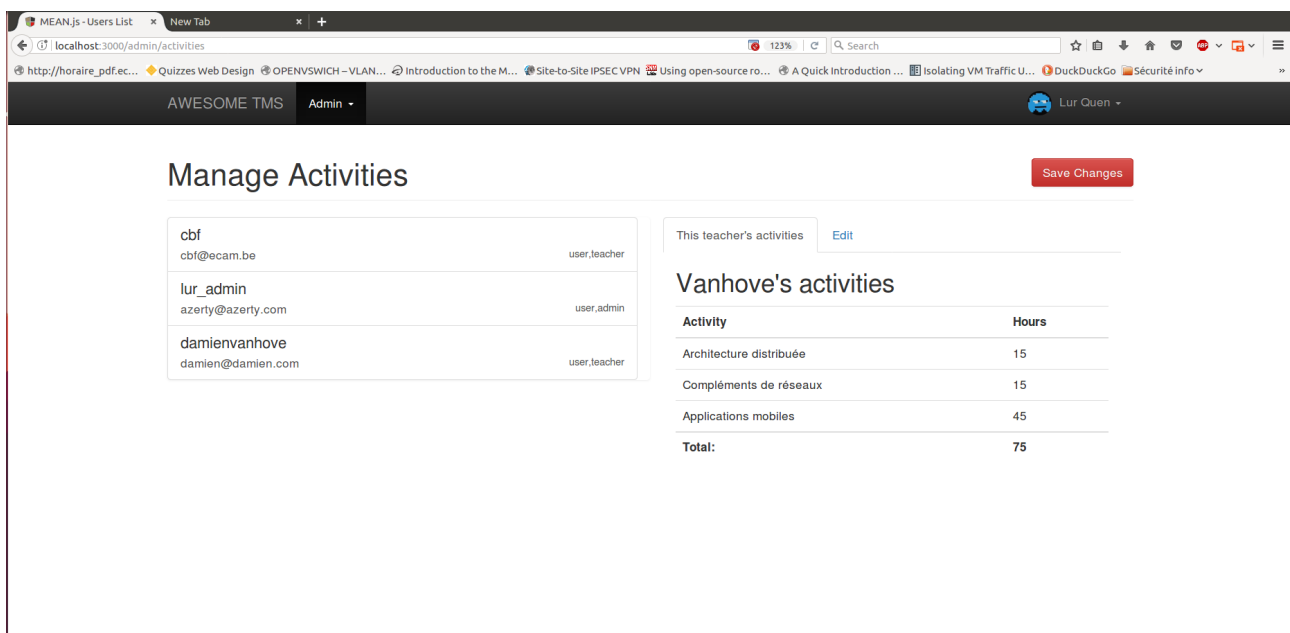 MEAN.js - Users List × New Tab × +
localhost:3000/admin/activities 123% Search
http://horaire_pdf.ec... Quizzes Web Design OPENVSWICH – VLAN... Introduction to the M... Site-to-Site IPSEC VPN Using open-source ro... A Quick Introduction ... Isolating VM Traffic U... DuckDuckGo Sécurité info »
AWESOME TMS Admin Lur Quen
Manage Activities Save Changes
cbf
cbf@ecam.be user,teacher
lur_admin
azerty@azerty.com user,admin
damienvanhove
damien@damien.com user,teacher
This teacher's activities Edit
Vanhove's activities
Activity Hours
Architecture distribuée 15
Compléments de réseaux 15
Applications mobiles 45
Total: 75